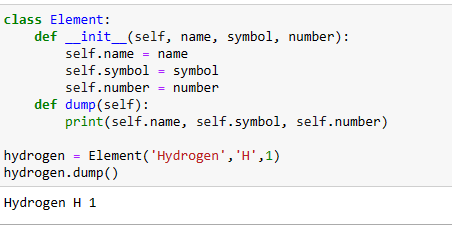 class Element:
    def __init__(self, name, symbol, number):
        self.name = name
        self.symbol = symbol
        self.number = number
    def dump(self):
        print(self.name, self.symbol, self.number)
hydrogen = Element('Hydrogen','H',1)
hydrogen.dump()
Hydrogen H 1